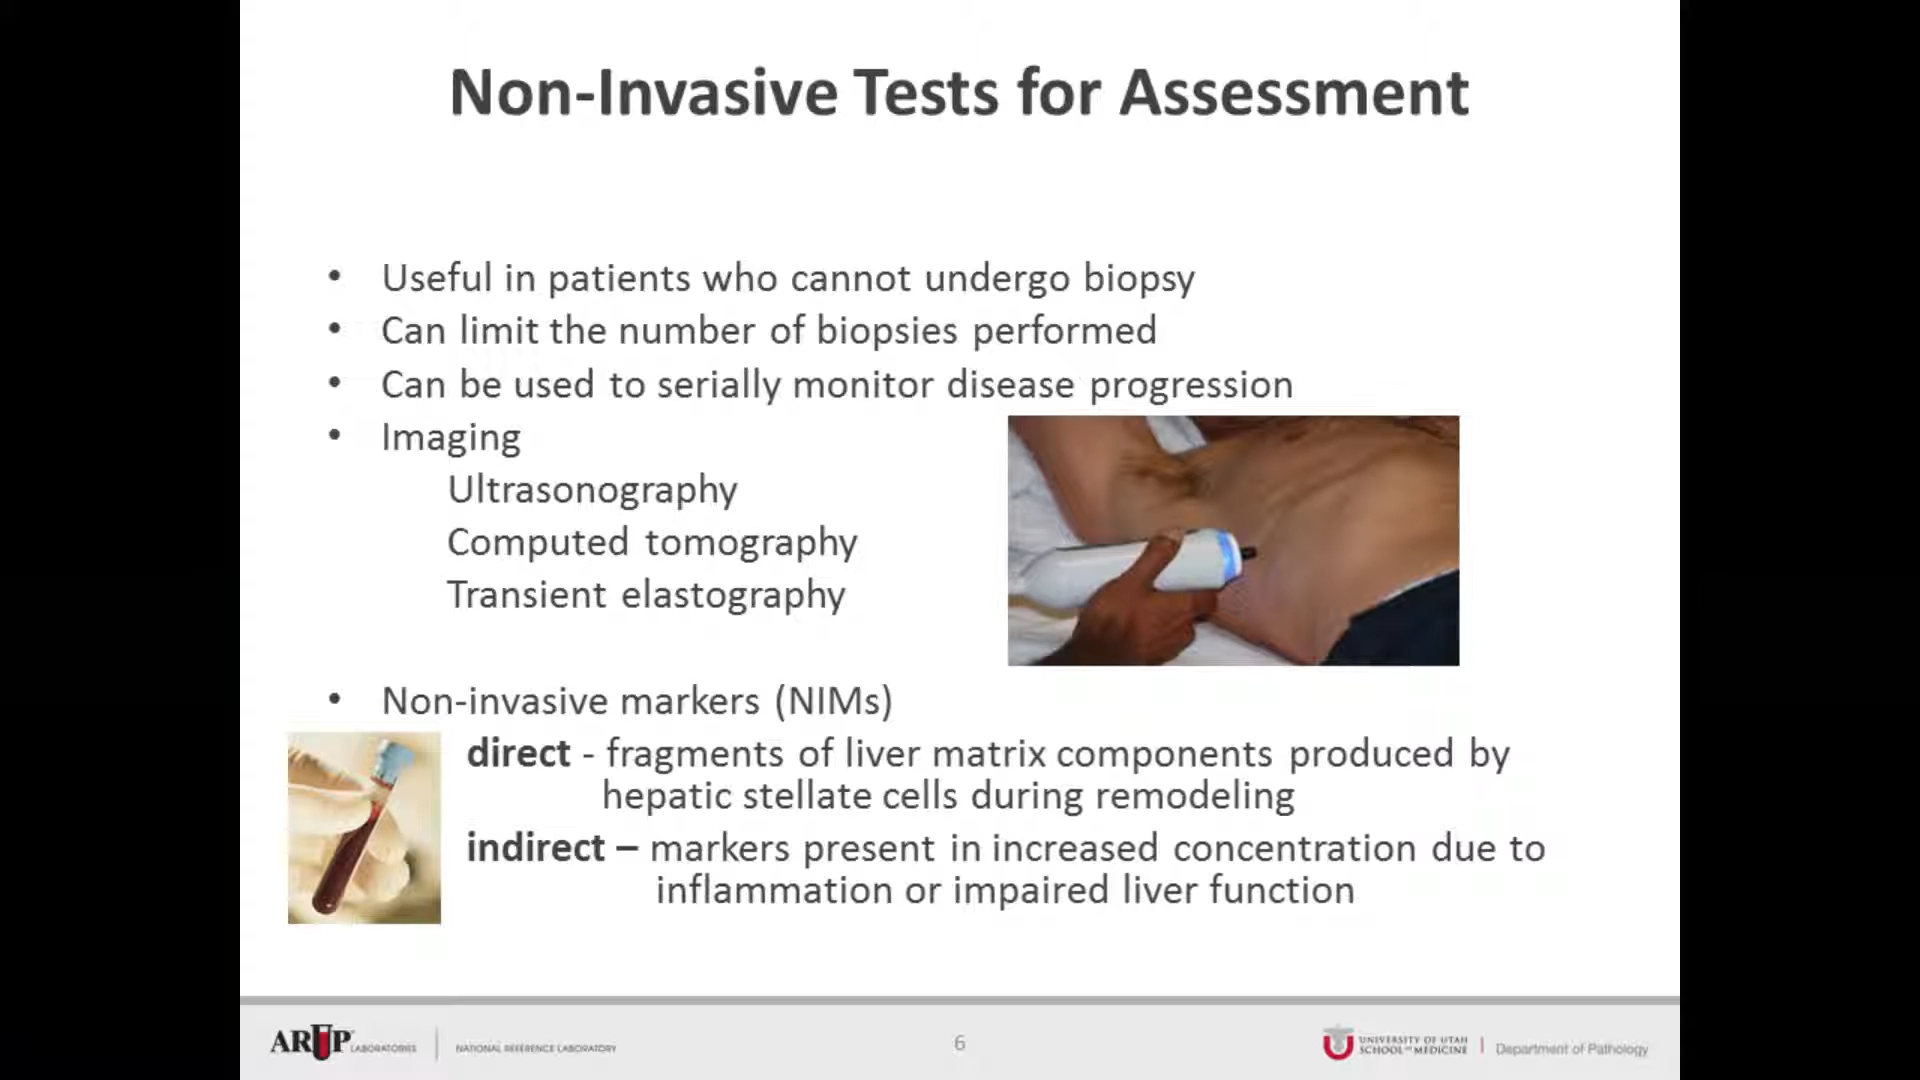 Non-Invasive Tests for Assessment
• Useful in patients who cannot undergo biopsy
• Can limit the number of biopsies performed
• Can be used to serially monitor disease progression
• Imaging
Ultrasonography
Computed tomography
Transient elastography
• Non-invasive markers (NIMs)
direct - fragments of liver matrix components produced by
hepatic stellate cells during remodeling
indirect – markers present in increased concentration due to
inflammation or impaired liver function
ARUP LABORATORIES | NATIONAL REFERENCE LABORATORY
6
UNIVERSITY OF UTAH
SCHOOL OF MEDICINE | Department of Pathology